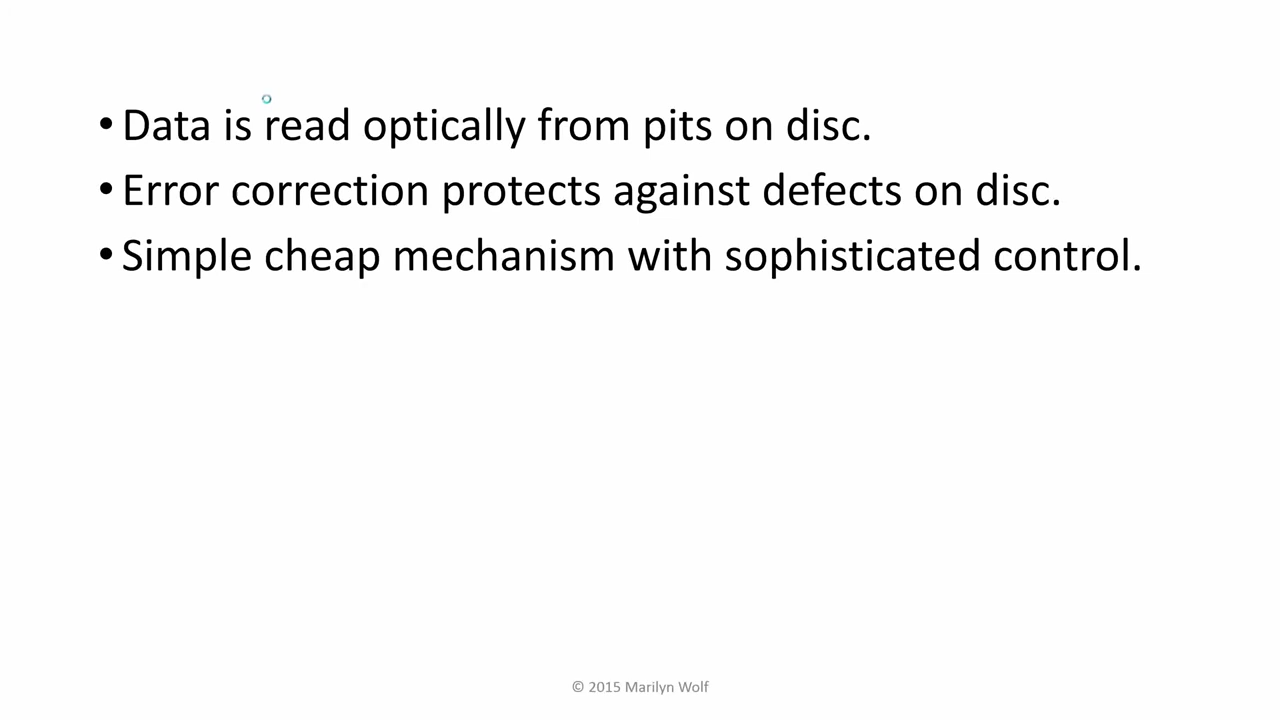 • Data is read optically from pits on disc.
• Error correction protects against defects on disc.
• Simple cheap mechanism with sophisticated control.
© 2015 Marilyn Wolf